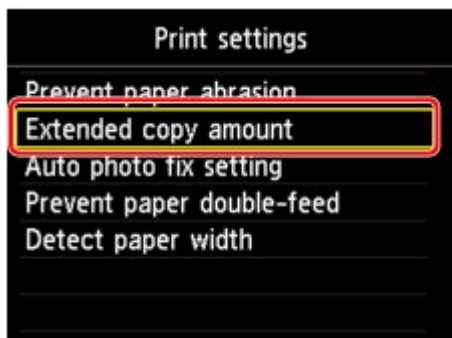 Print settings
Prevent paper abrasion
Extended copy amount
Auto photo fix setting
Prevent paper double-feed
Detect paper width